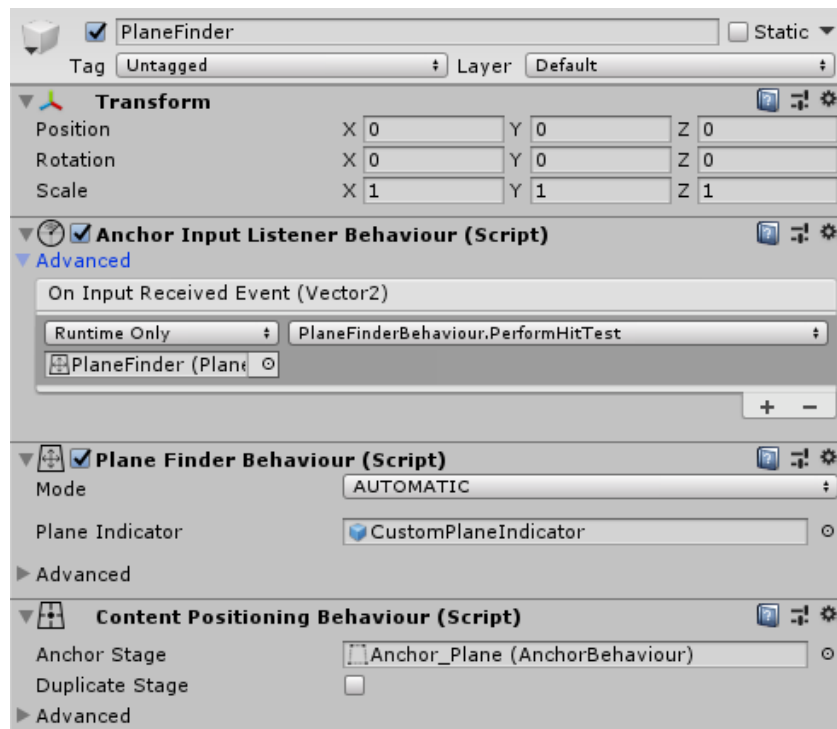 PlaneFinder Static
Tag Untagged Layer Default
Transform
Position X 0 Y 0 Z 0
Rotation X 0 Y 0 Z 0
Scale X 1 Y 1 Z 1
Anchor Input Listener Behaviour (Script)
Advanced
On Input Received Event (Vector2)
Runtime Only PlaneFinderBehaviour.PerformHitTest
PlaneFinder (Plane
+ −
Plane Finder Behaviour (Script)
Mode AUTOMATIC
Plane Indicator CustomPlaneIndicator
Advanced
Content Positioning Behaviour (Script)
Anchor Stage Anchor_Plane (AnchorBehaviour)
Duplicate Stage
Advanced